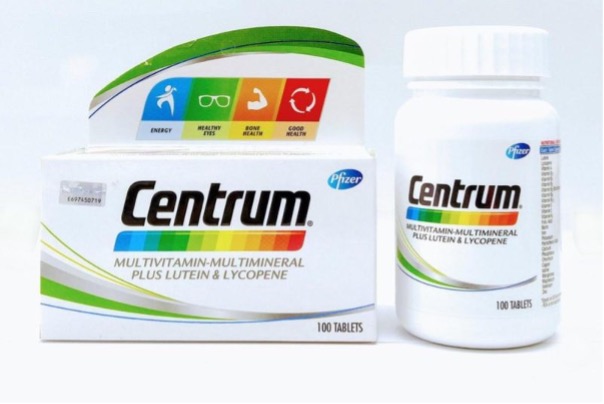 ENERGY
HEALTHY
EYES
BONE
HEALTH
GOOD
HEALTH
Pfizer
Centrum®
MULTIVITAMIN-MULTIMINERAL
PLUS LUTEIN & LYCOPENE
100 TABLETS
Pfizer
Centrum®
MULTIVITAMIN-MULTIMINERAL
PLUS LUTEIN & LYCOPENE
100 TABLETS